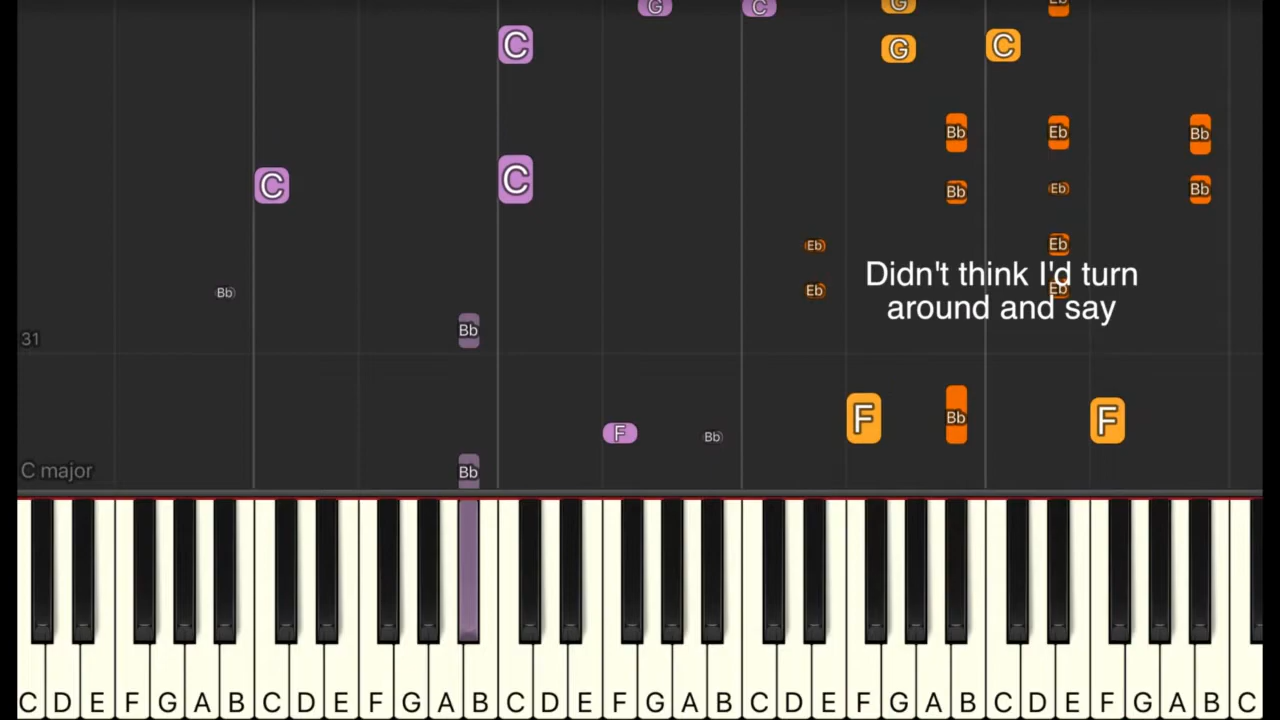 G C G Eb
C G C
Bb Eb Bb
C C Bb Eb Bb
Eb Eb
Didn't think I'd turn
Bb Eb Eb
around and say
Bb
31
F Bb F Bb F
C major Bb
C D E F G A B C D E F G A B C D E F G A B C D E F G A B C D E F G A B C